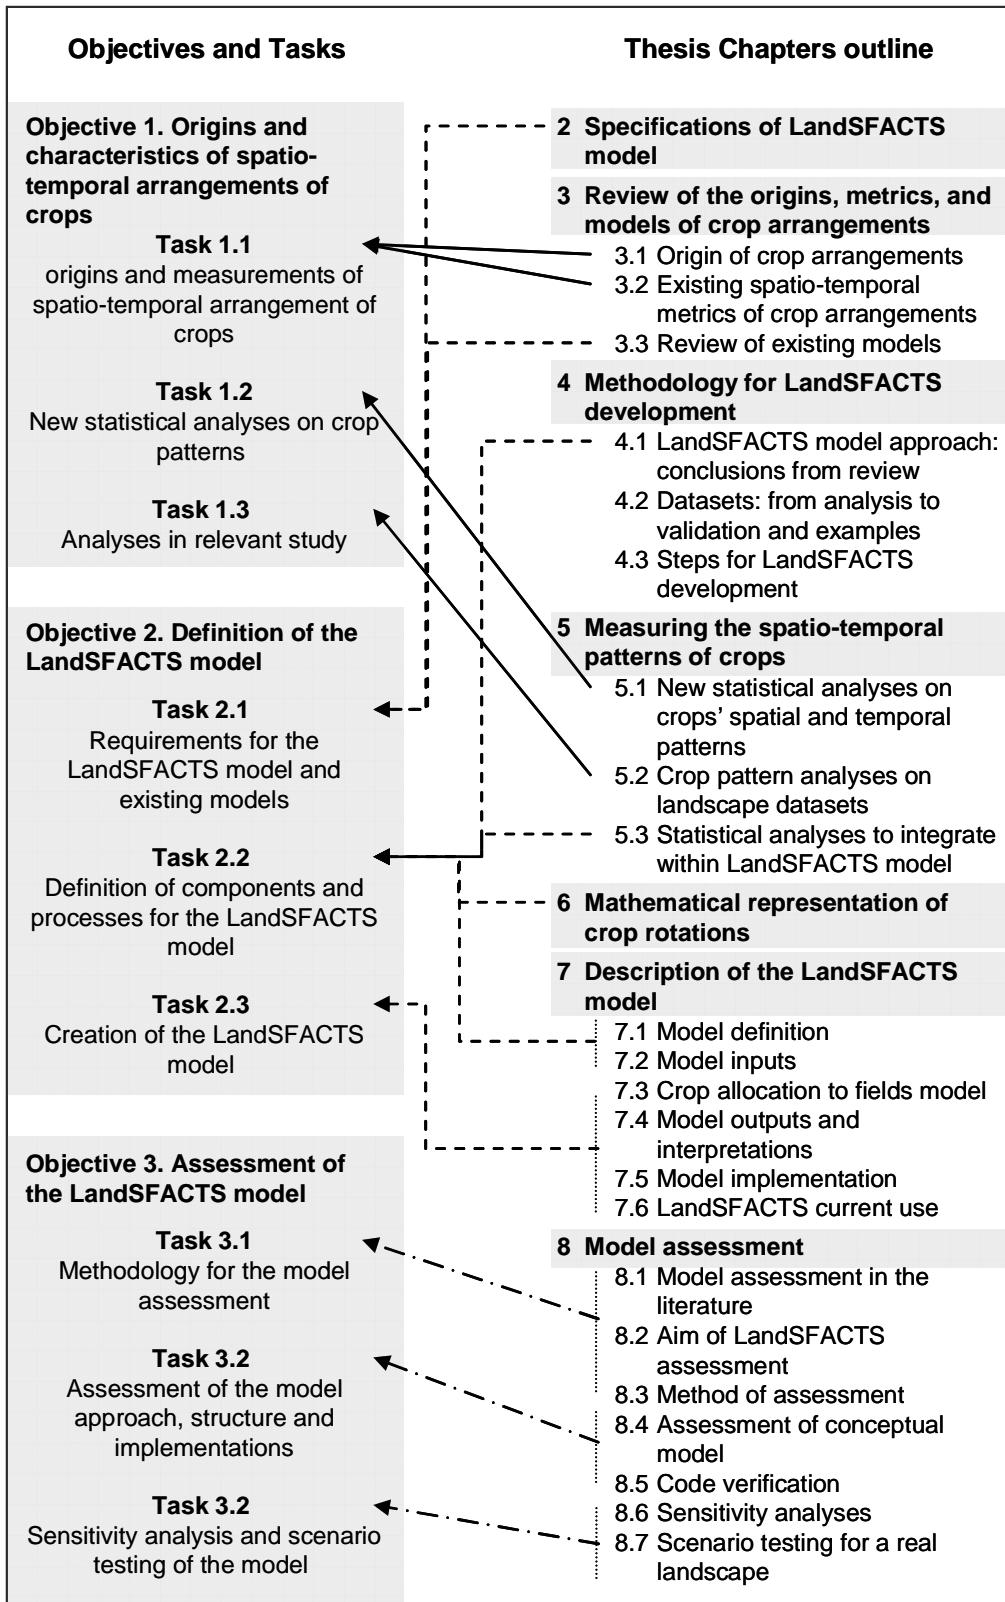 Objectives and Tasks
Objective 1. Origins and
characteristics of spatio-
temporal arrangements of
crops
Task 1.1
origins and measurements of
spatio-temporal arrangement of
crops
Task 1.2
New statistical analyses on crop
patterns
Task 1.3
Analyses in relevant study
Objective 2. Definition of the
LandSFACTS model
Task 2.1
Requirements for the
LandSFACTS model and
existing models
Task 2.2
Definition of components and
processes for the LandSFACTS
model
Task 2.3
Creation of the LandSFACTS
model
Objective 3. Assessment of
the LandSFACTS model
Task 3.1
Methodology for the model
assessment
Task 3.2
Assessment of the model
approach, structure and
implementations
Task 3.2
Sensitivity analysis and scenario
testing of the model
Thesis Chapters outline
2 Specifications of LandSFACTS
model
3 Review of the origins, metrics, and
models of crop arrangements
3.1 Origin of crop arrangements
3.2 Existing spatio-temporal
metrics of crop arrangements
3.3 Review of existing models
4 Methodology for LandSFACTS
development
4.1 LandSFACTS model approach:
conclusions from review
4.2 Datasets: from analysis to
validation and examples
4.3 Steps for LandSFACTS
development
5 Measuring the spatio-temporal
patterns of crops
5.1 New statistical analyses on
crops' spatial and temporal
patterns
5.2 Crop pattern analyses on
landscape datasets
5.3 Statistical analyses to integrate
within LandSFACTS model
6 Mathematical representation of
crop rotations
7 Description of the LandSFACTS
model
7.1 Model definition
7.2 Model inputs
7.3 Crop allocation to fields model
7.4 Model outputs and
interpretations
7.5 Model implementation
7.6 LandSFACTS current use
8 Model assessment
8.1 Model assessment in the
literature
8.2 Aim of LandSFACTS
assessment
8.3 Method of assessment
8.4 Assessment of conceptual
model
8.5 Code verification
8.6 Sensitivity analyses
8.7 Scenario testing for a real
landscape